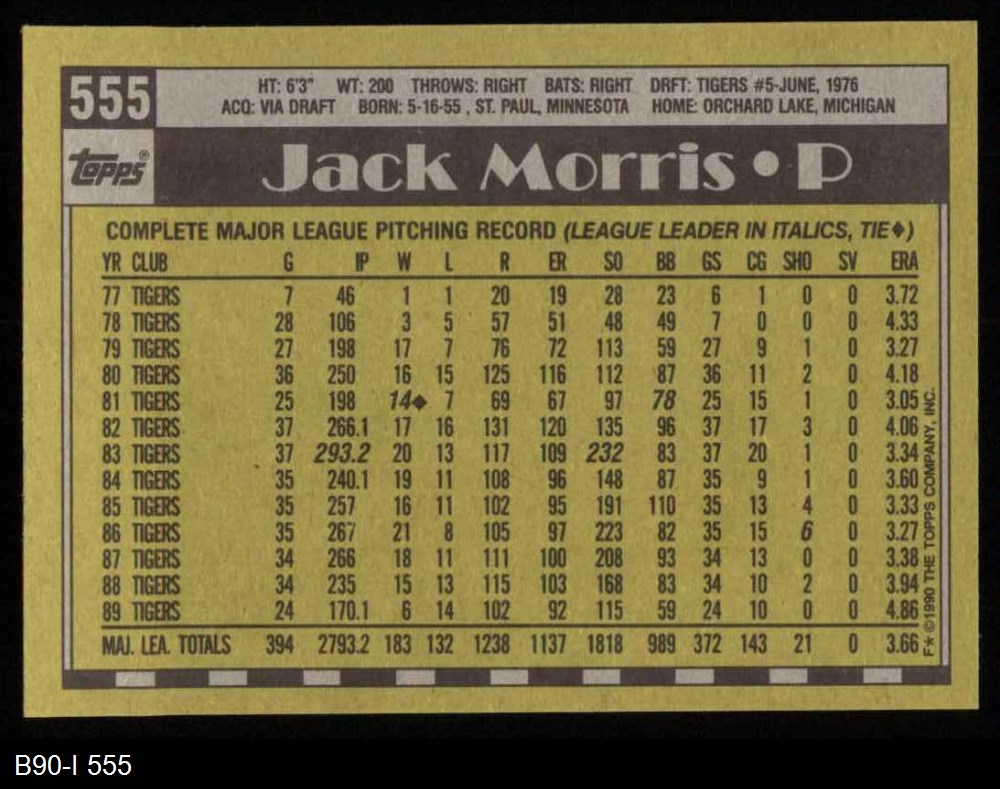 555
HT: 6'3" WT: 200 THROWS: RIGHT BATS: RIGHT DRFT: TIGERS #5-JUNE, 1976
ACQ: VIA DRAFT BORN: 5-16-55 , ST. PAUL, MINNESOTA HOME: ORCHARD LAKE, MICHIGAN
topps®
Jack Morris • P
COMPLETE MAJOR LEAGUE PITCHING RECORD (LEAGUE LEADER IN ITALICS, TIE♦)
YR CLUB G IP W L R ER SO BB GS CG SHO SV ERA
77 TIGERS 7 46 1 1 20 19 28 23 6 1 0 0 3.72
78 TIGERS 28 106 3 5 57 51 48 49 7 0 0 0 4.33
79 TIGERS 27 198 17 7 76 72 113 59 27 9 1 0 3.27
80 TIGERS 36 250 16 15 125 116 112 87 36 11 2 0 4.18
81 TIGERS 25 198 14♦ 7 69 67 97 78 25 15 1 0 3.05
82 TIGERS 37 266.1 17 16 131 120 135 96 37 17 3 0 4.06
83 TIGERS 37 293.2 20 13 117 109 232 83 37 20 1 0 3.34
84 TIGERS 35 240.1 19 11 108 96 148 87 35 9 1 0 3.60
85 TIGERS 35 257 16 11 102 95 191 110 35 13 4 0 3.33
86 TIGERS 35 267 21 8 105 97 223 82 35 15 6 0 3.27
87 TIGERS 34 266 18 11 111 100 208 93 34 13 0 0 3.38
88 TIGERS 34 235 15 13 115 103 168 83 34 10 2 0 3.94
89 TIGERS 24 170.1 6 14 102 92 115 59 24 10 0 0 4.86
MAJ. LEA. TOTALS 394 2793.2 183 132 1238 1137 1818 989 372 143 21 0 3.66
F* ©1990 THE TOPPS COMPANY, INC.
B90-I 555